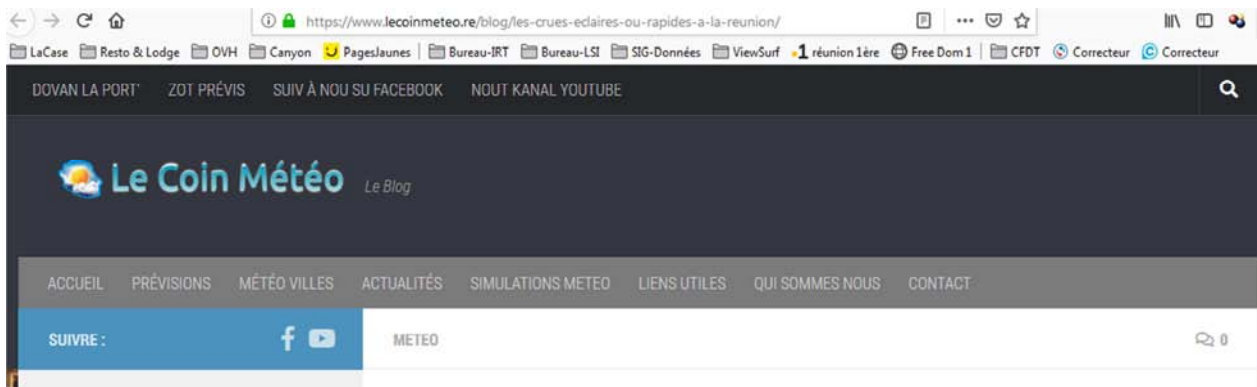 https://www.lecoinmeteo.re/blog/les-crues-eclaires-ou-rapides-a-la-reunion/
LaCase Resto & Lodge OVH Canyon PagesJaunes Bureau-IRT Bureau-LSI SIG-Données ViewSurf 1 réunion 1ère Free Dom 1 CFDT Correcteur Correcteur
DOVAN LA PORT' ZOT PRÉVIS SUIV À NOU SU FACEBOOK NOUT KANAL YOUTUBE
Le Coin Météo Le Blog
ACCUEIL PRÉVISIONS MÉTÉO VILLES ACTUALITÉS SIMULATIONS METEO LIENS UTILES QUI SOMMES NOUS CONTACT
SUIVRE : METEO 0